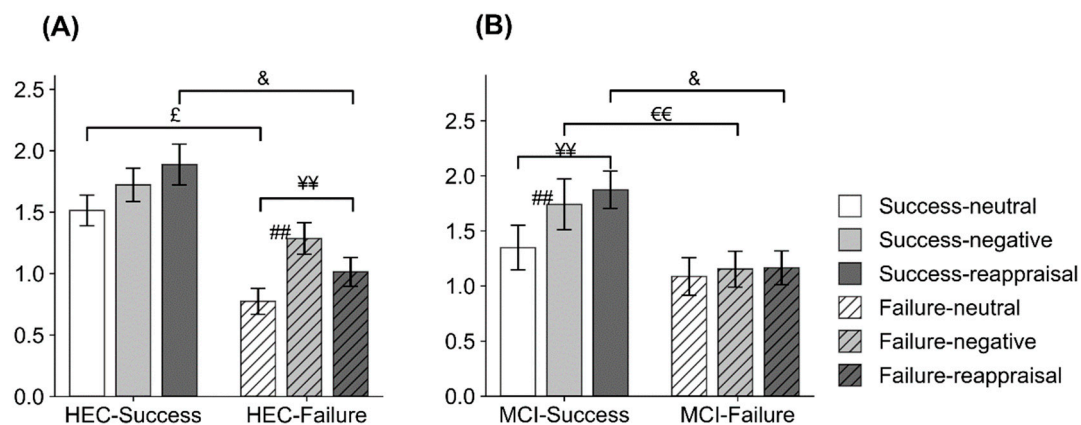 (A)
2.5
2.0
1.5
1.0
0.5
0.0
&
£
¥¥
##
HEC-Success
HEC-Failure
(B)
2.5
2.0
1.5
1.0
0.5
0.0
&
€€
¥¥
##
MCI-Success
MCI-Failure
Success-neutral
Success-negative
Success-reappraisal
Failure-neutral
Failure-negative
Failure-reappraisal